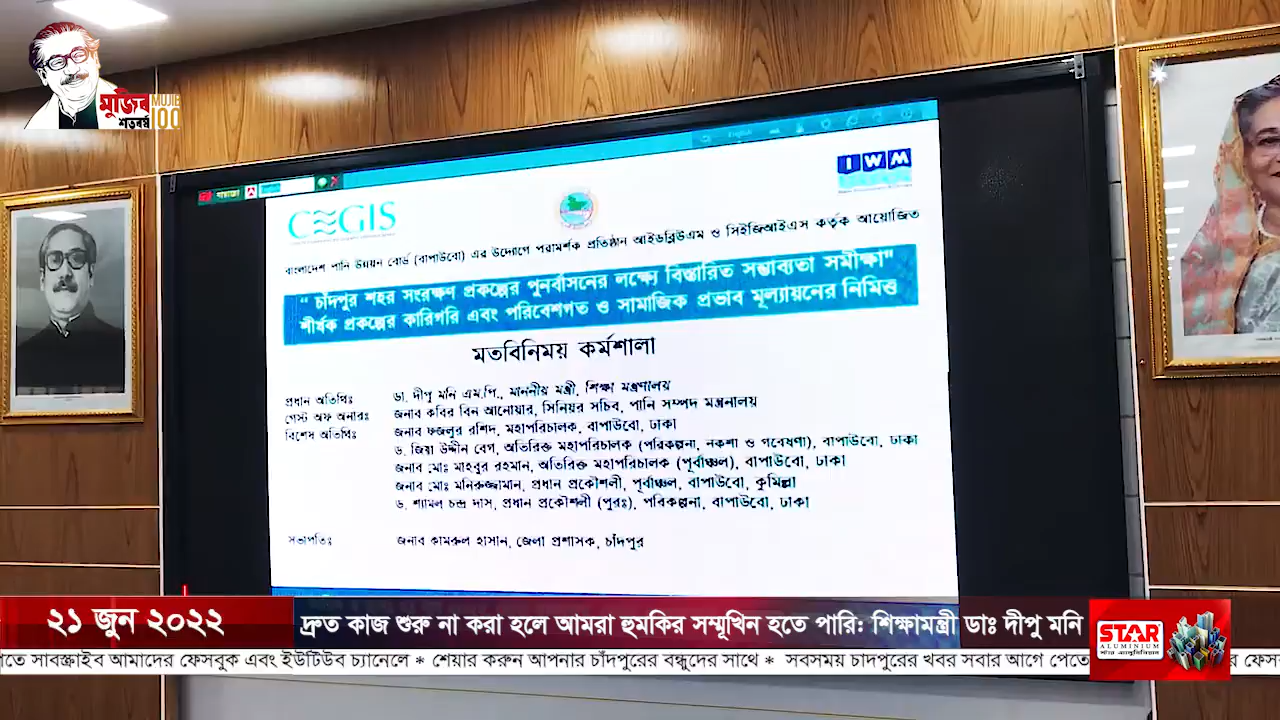 মুজিব
শতবর্ষ
MUJIB
100
English
CEGIS
IWM
বাংলাদেশ পানি উন্নয়ন বোর্ড (বাপাউবো) এর উদ্যোগে পরামর্শক প্রতিষ্ঠান আইডব্লিউএম ও সিইজিআইএস কর্তৃক আয়োজিত
" চাঁদপুর শহর সংরক্ষণ প্রকল্পের পুনর্বাসনের লক্ষ্যে বিস্তারিত সম্ভাব্যতা সমীক্ষা"
শীর্ষক প্রকল্পের কারিগরি এবং পরিবেশগত ও সামাজিক প্রভাব মূল্যায়নের নিমিত্ত
মতবিনিময় কর্মশালা
প্রধান অতিথিঃ ডা. দীপু মনি এম.পি., মাননীয় মন্ত্রী, শিক্ষা মন্ত্রণালয়
গেস্ট অফ অনারঃ জনাব কবির বিন আনোয়ার, সিনিয়র সচিব, পানি সম্পদ মন্ত্রনালয়
বিশেস অতিথিঃ জনাব ফজলুর রশিদ, মহাপরিচালক, বাপাউবো, ঢাকা
ড. জিয়া উদ্দীন বেগ, অতিরিক্ত মহাপরিচালক (পরিকল্পনা, নকশা ও গবেষণা), বাপাউবো, ঢাকা
জনাব মোঃ মাহবুর রহমান, অতিরিক্ত মহাপরিচালক (পূর্বাঞ্চল), বাপাউবো, ঢাকা
জনাব মোঃ মনিরুজ্জামান, প্রধান প্রকৌশলী, পূর্বাঞ্চল, বাপাউবো, কুমিল্লা
ড. শ্যামল চন্দ্র দাস, প্রধান প্রকৌশলী (পুরঃ), পরিকল্পনা, বাপাউবো, ঢাকা
সভাপতিঃ জনাব কামরুল হাসান, জেলা প্রশাসক, চাঁদপুর
২১ জুন ২০২২
দ্রুত কাজ শুরু না করা হলে আমরা হুমকির সম্মূখিন হতে পারি: শিক্ষামন্ত্রী ডাঃ দীপু মনি
STAR
ALUMINIUM
স্টার এ্যালুমিনিয়াম
তে সাবস্ক্রাইব আমাদের ফেসবুক এবং ইউটিউব চ্যানেলে * শেয়ার করুন আপনার চাঁদপুরের বন্ধুদের সাথে * সবসময় চাদপুরের খবর সবার আগে পেতে র ফেস